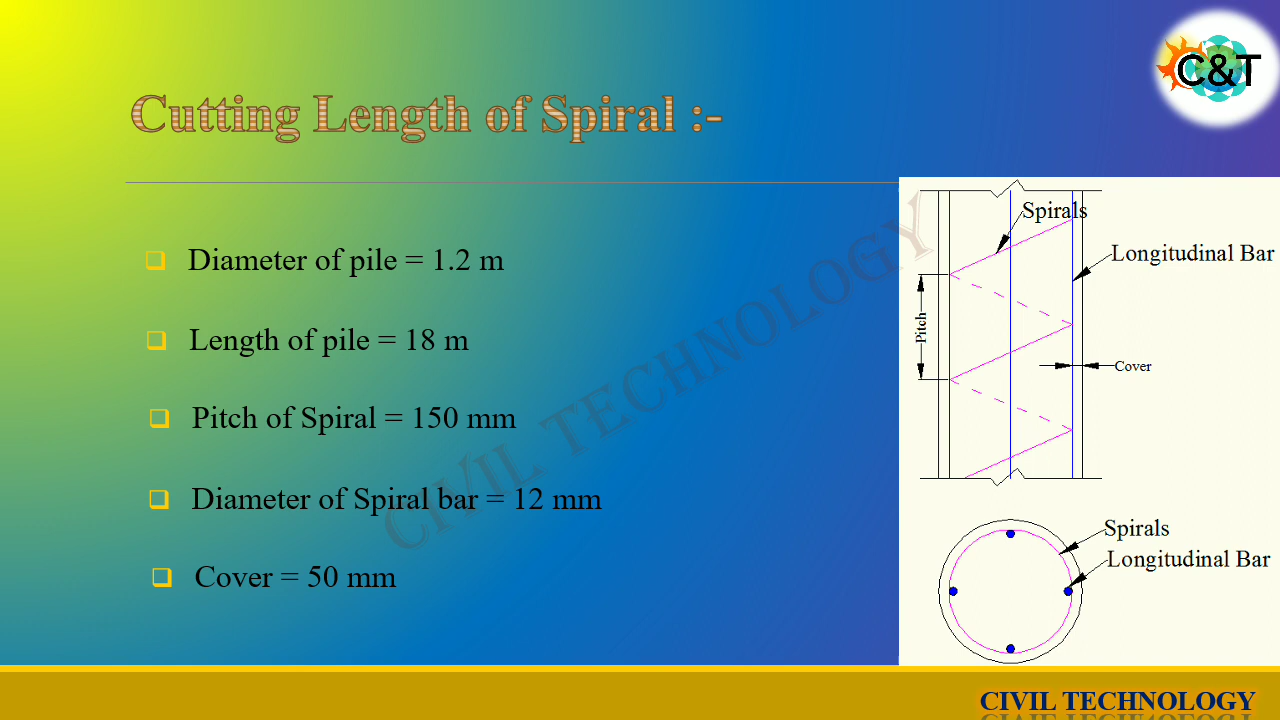 C&T
Cutting Length of Spiral :-
Diameter of pile = 1.2 m
Length of pile = 18 m
Pitch of Spiral = 150 mm
Diameter of Spiral bar = 12 mm
Cover = 50 mm
CIVIL TECHNOLOGY
Spirals
Longitudinal Bar
Pitch
Cover
Spirals
Longitudinal Bar
CIVIL TECHNOLOGY